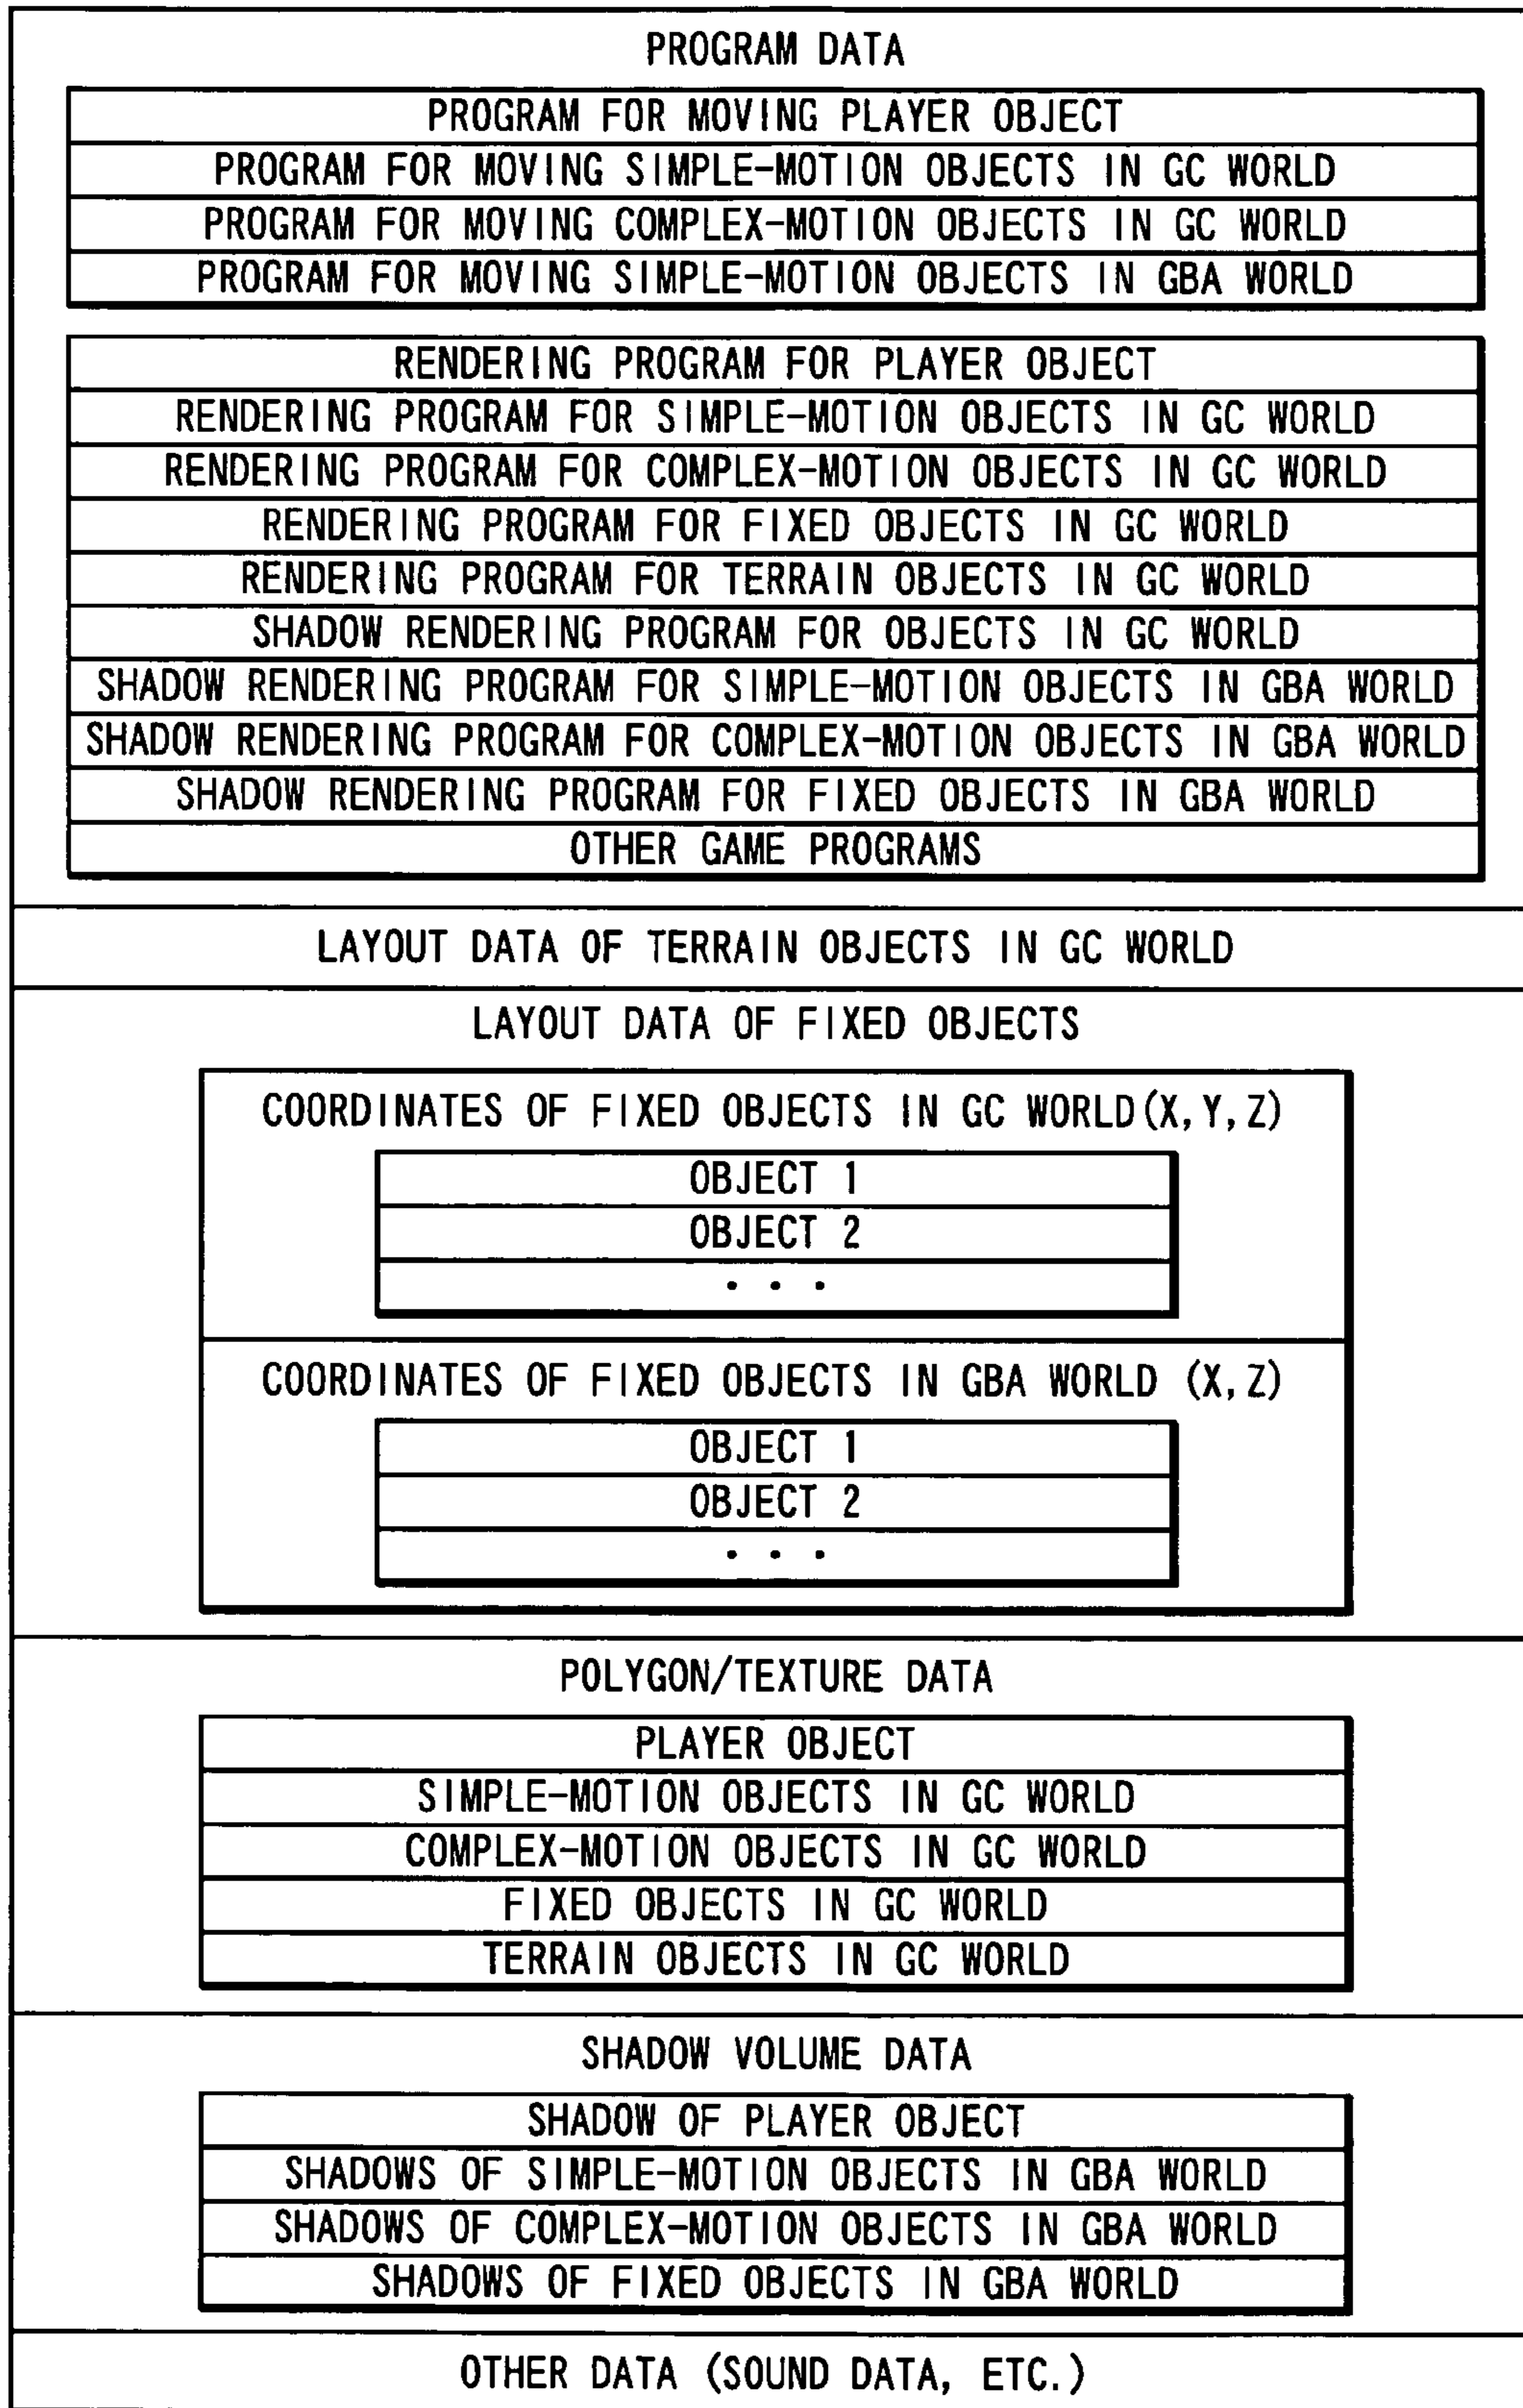 PROGRAM DATA
PROGRAM FOR MOVING PLAYER OBJECT
PROGRAM FOR MOVING SIMPLE-MOTION OBJECTS IN GC WORLD
PROGRAM FOR MOVING COMPLEX-MOTION OBJECTS IN GC WORLD
PROGRAM FOR MOVING SIMPLE-MOTION OBJECTS IN GBA WORLD
RENDERING PROGRAM FOR PLAYER OBJECT
RENDERING PROGRAM FOR SIMPLE-MOTION OBJECTS IN GC WORLD
RENDERING PROGRAM FOR COMPLEX-MOTION OBJECTS IN GC WORLD
RENDERING PROGRAM FOR FIXED OBJECTS IN GC WORLD
RENDERING PROGRAM FOR TERRAIN OBJECTS IN GC WORLD
SHADOW RENDERING PROGRAM FOR OBJECTS IN GC WORLD
SHADOW RENDERING PROGRAM FOR SIMPLE-MOTION OBJECTS IN GBA WORLD
SHADOW RENDERING PROGRAM FOR COMPLEX-MOTION OBJECTS IN GBA WORLD
SHADOW RENDERING PROGRAM FOR FIXED OBJECTS IN GBA WORLD
OTHER GAME PROGRAMS
LAYOUT DATA OF TERRAIN OBJECTS IN GC WORLD
LAYOUT DATA OF FIXED OBJECTS
COORDINATES OF FIXED OBJECTS IN GC WORLD(X,Y,Z)
OBJECT 1
OBJECT 2
· · ·
COORDINATES OF FIXED OBJECTS IN GBA WORLD (X,Z)
OBJECT 1
OBJECT 2
· · ·
POLYGON/TEXTURE DATA
PLAYER OBJECT
SIMPLE-MOTION OBJECTS IN GC WORLD
COMPLEX-MOTION OBJECTS IN GC WORLD
FIXED OBJECTS IN GC WORLD
TERRAIN OBJECTS IN GC WORLD
SHADOW VOLUME DATA
SHADOW OF PLAYER OBJECT
SHADOWS OF SIMPLE-MOTION OBJECTS IN GBA WORLD
SHADOWS OF COMPLEX-MOTION OBJECTS IN GBA WORLD
SHADOWS OF FIXED OBJECTS IN GBA WORLD
OTHER DATA (SOUND DATA, ETC.)